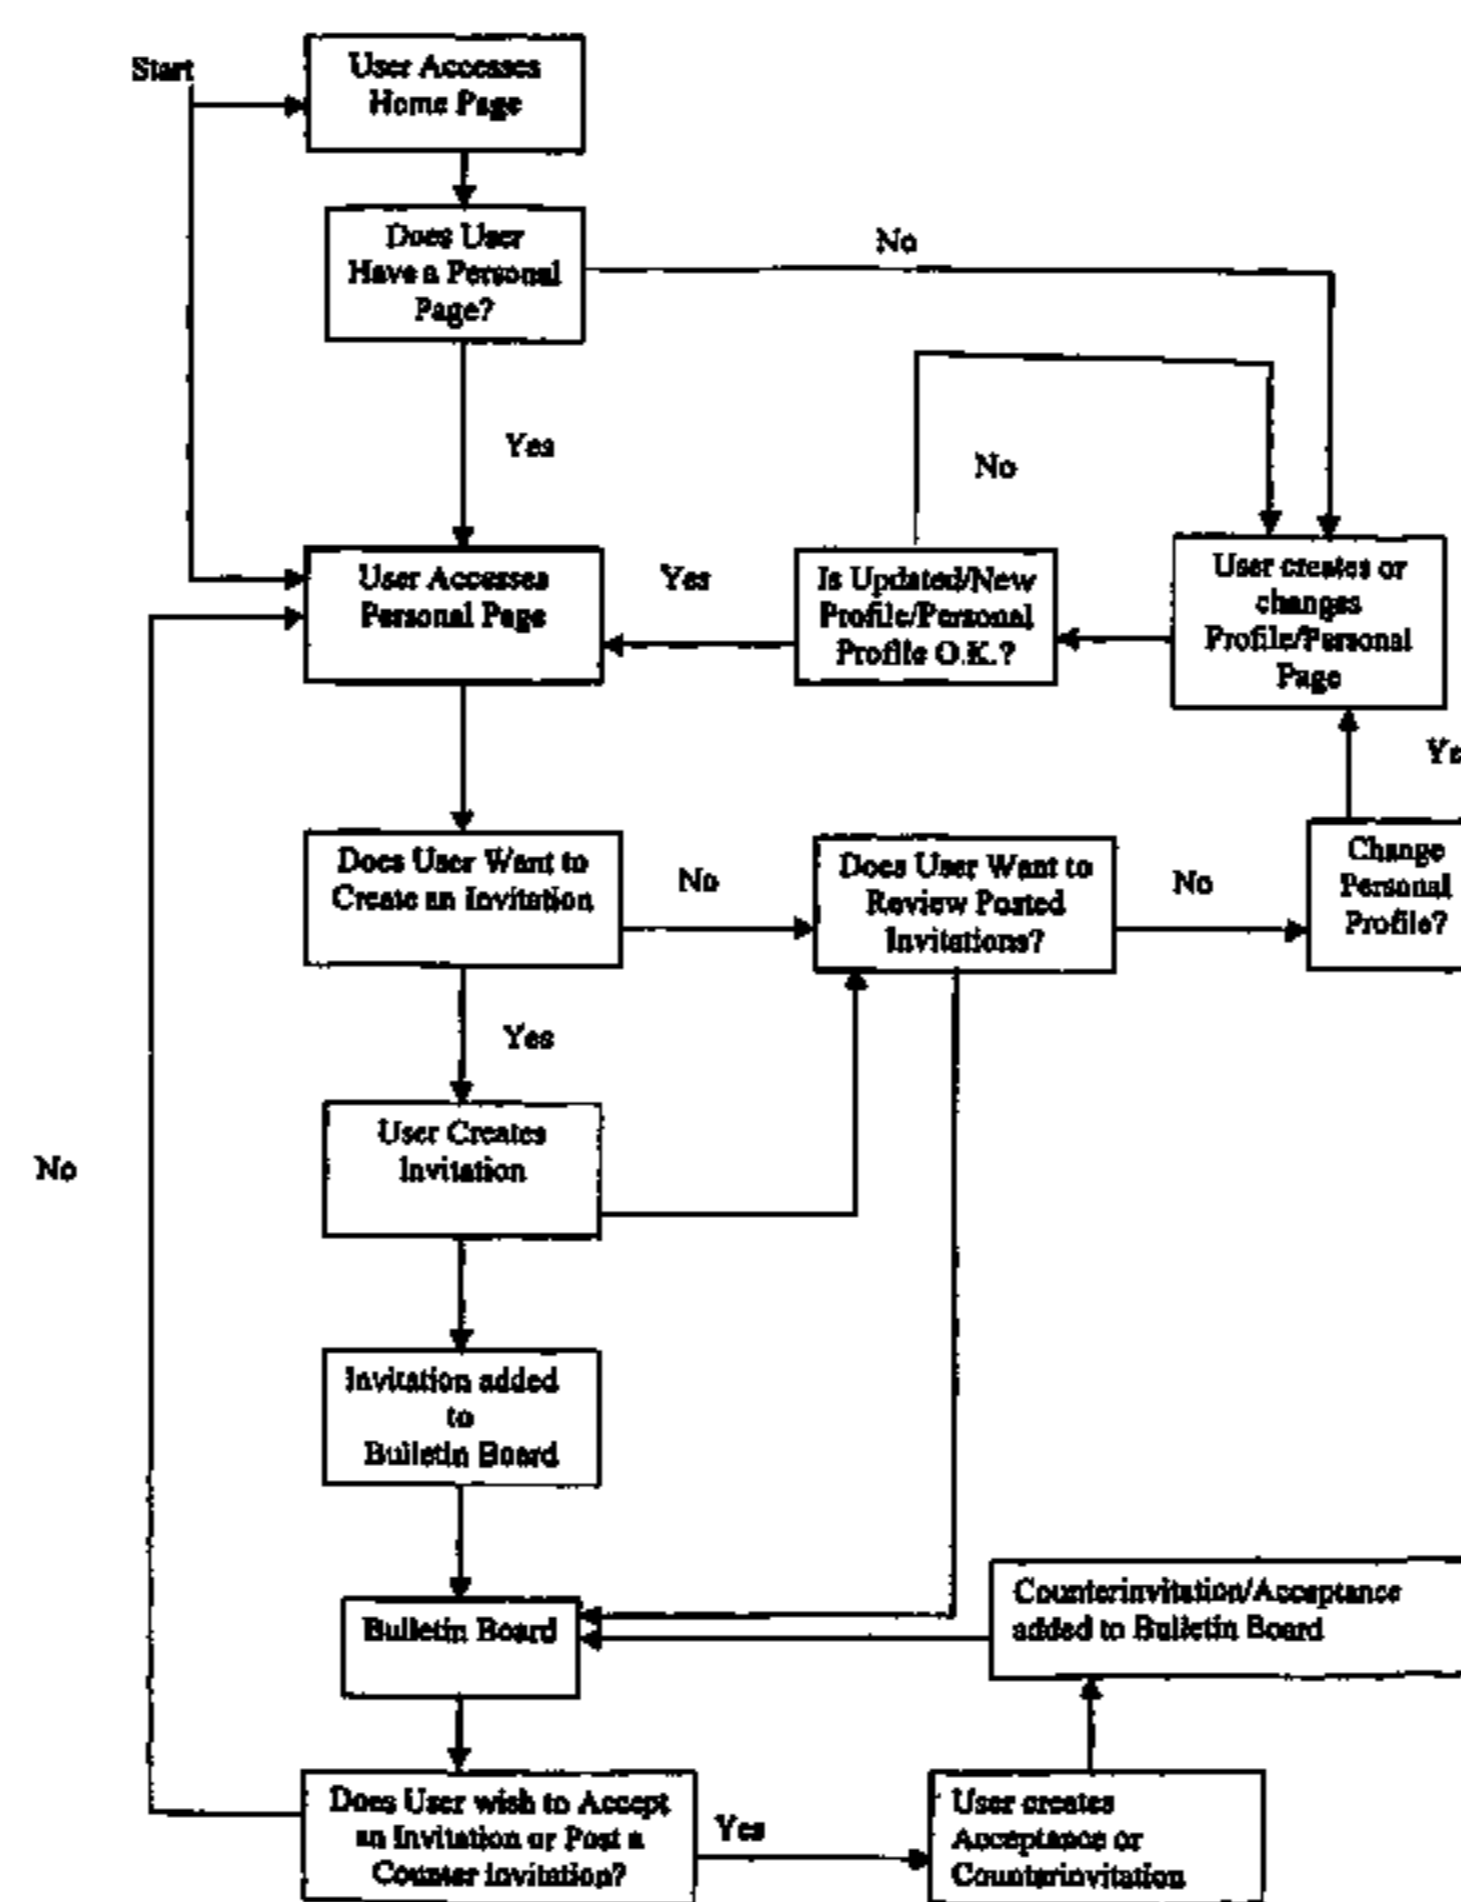 Start
User Accesses
Home Page
Does User
Have a Personal
Page?
No
Yes
No
User Accesses
Personal Page
Yes
Is Updated/New
Profile/Personal
Profile O.K.?
User creates or
changes
Profile/Personal
Page
Ye
Does User Want to
Create an Invitation
No
Does User Want to
Review Posted
Invitations?
No
Change
Personal
Profile?
Yes
User Creates
Invitation
No
Invitation added
to
Bulletin Board
Bulletin Board
Counterinvitation/Acceptance
added to Bulletin Board
Does User wish to Accept
an Invitation or Post a
Counter invitation?
Yes
User creates
Acceptance or
Counterinvitation